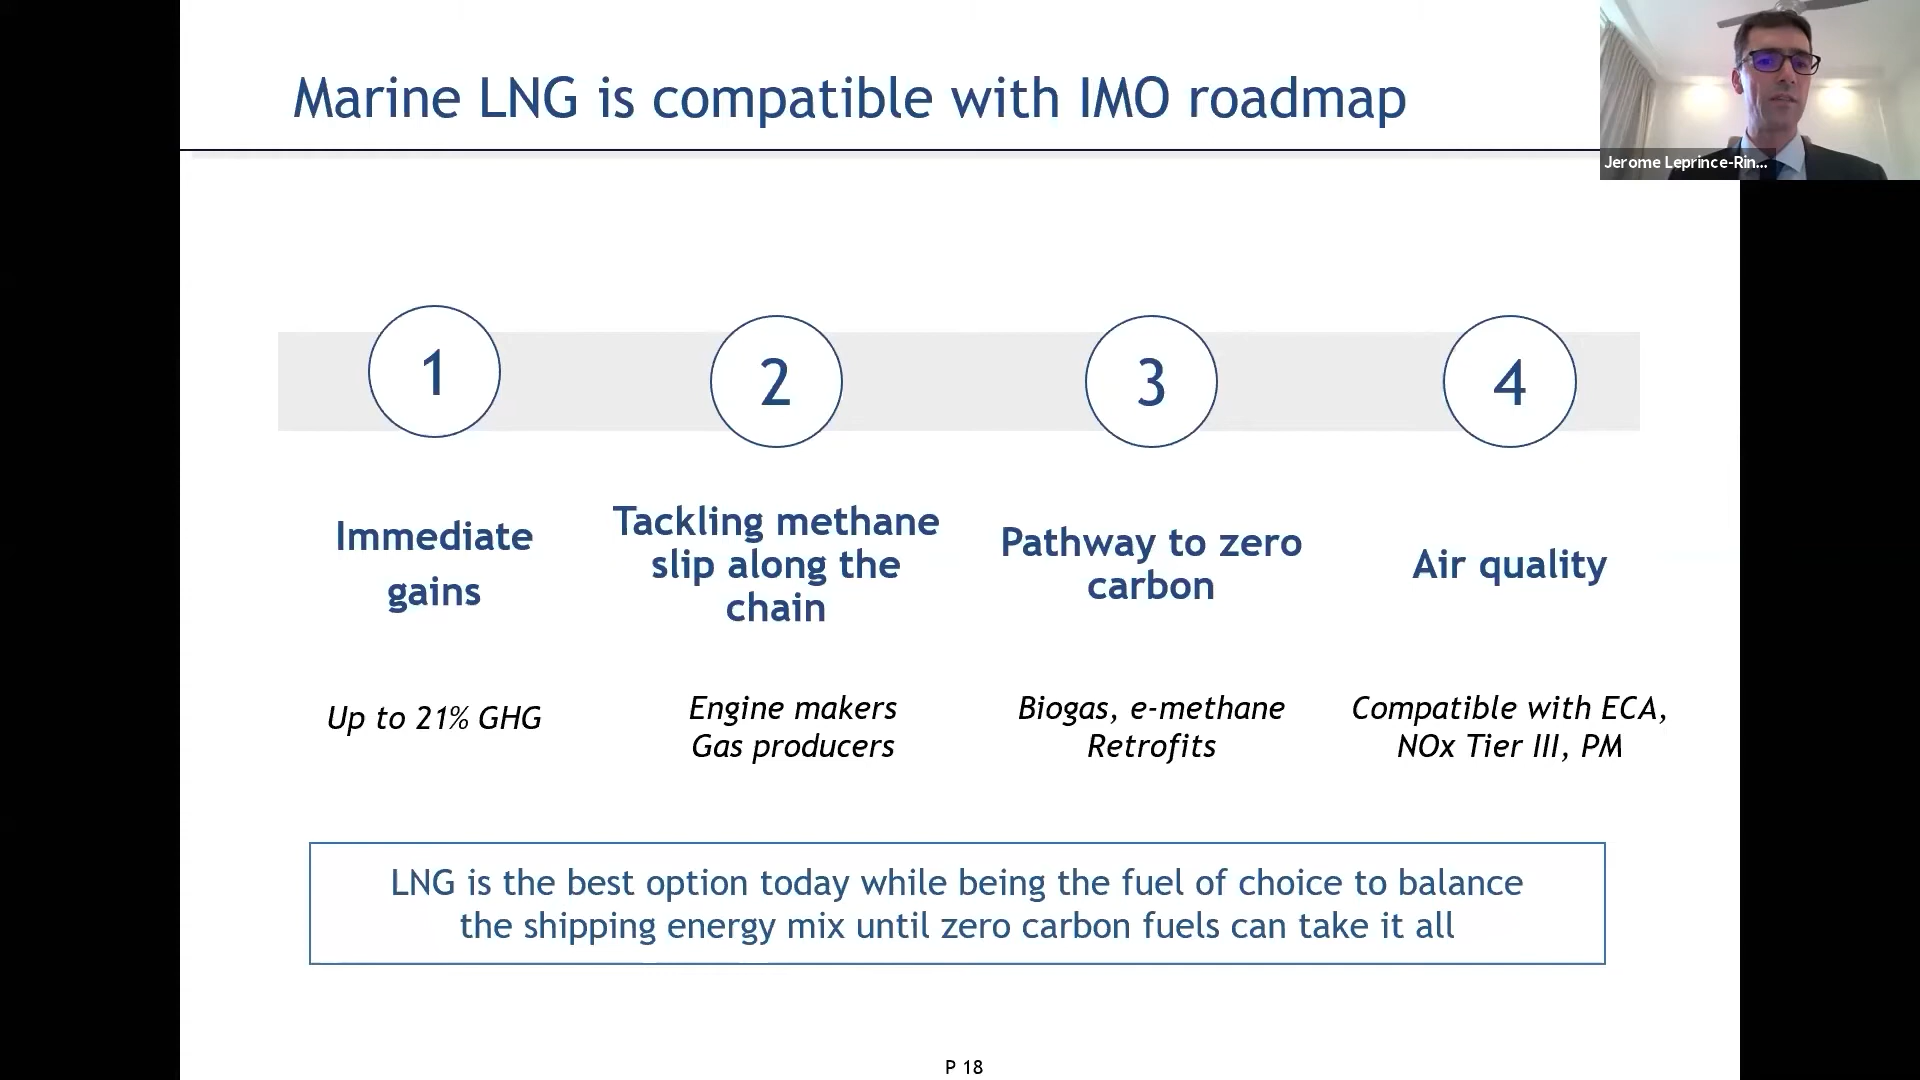 Marine LNG is compatible with IMO roadmap
Jerome Leprince-Rin...
1
2
3
4
Immediate
gains
Tackling methane
slip along the
chain
Pathway to zero
carbon
Air quality
Up to 21% GHG
Engine makers
Gas producers
Biogas, e-methane
Retrofits
Compatible with ECA,
NOx Tier III, PM
LNG is the best option today while being the fuel of choice to balance
the shipping energy mix until zero carbon fuels can take it all
P 18